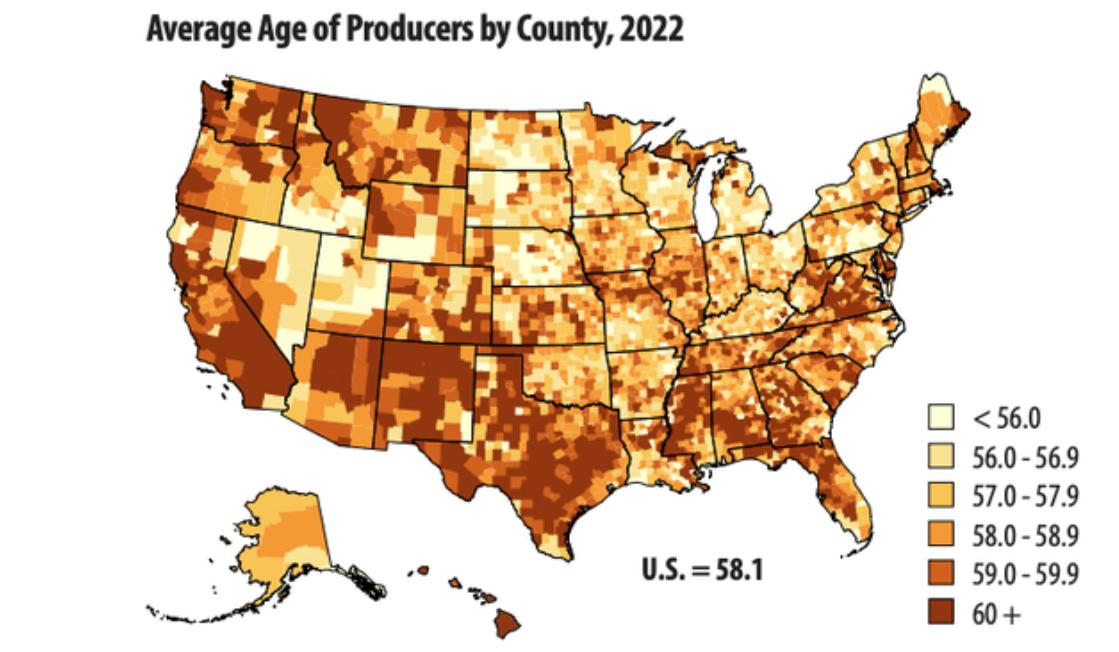 Average Age of Producers by County, 2022
< 56.0
56.0 - 56.9
57.0 - 57.9
58.0 - 58.9
59.0 - 59.9
60 +
U.S. = 58.1